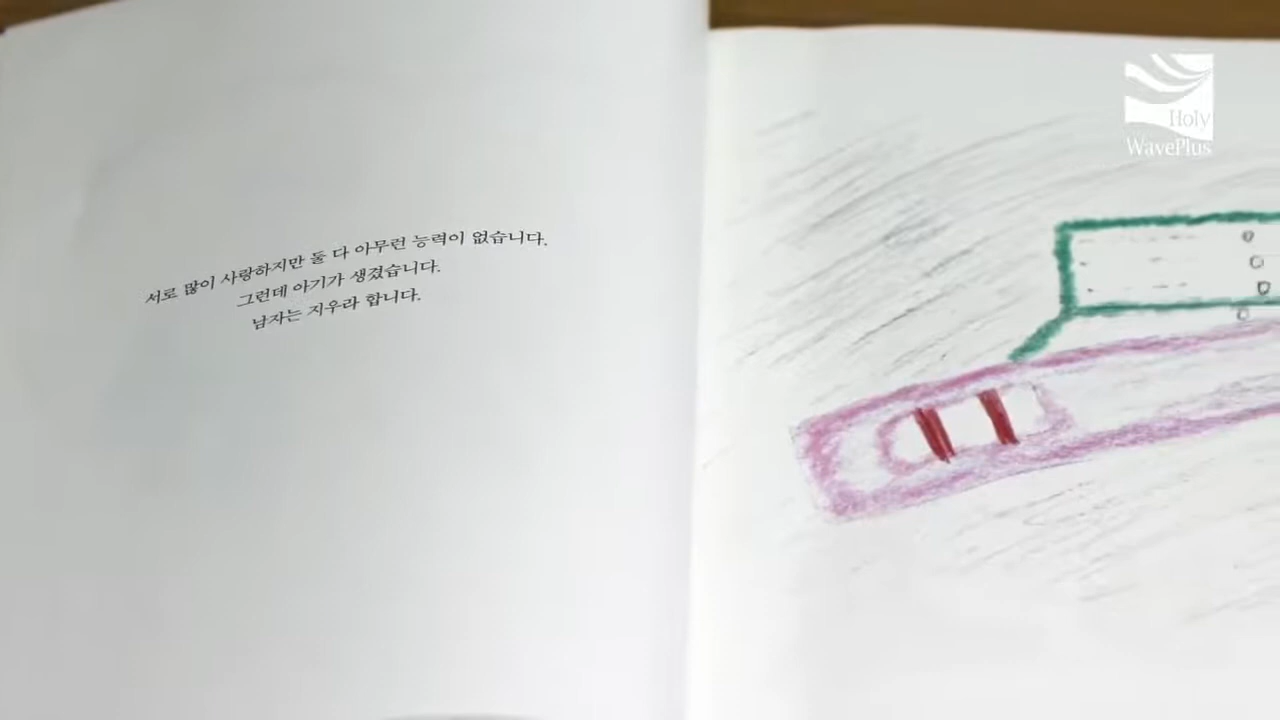 서로 많이 사랑하지만 둘 다 아무런 능력이 없습니다.
그런데 아기가 생겼습니다.
남자는 지우라 합니다.
Holy
WavePlus